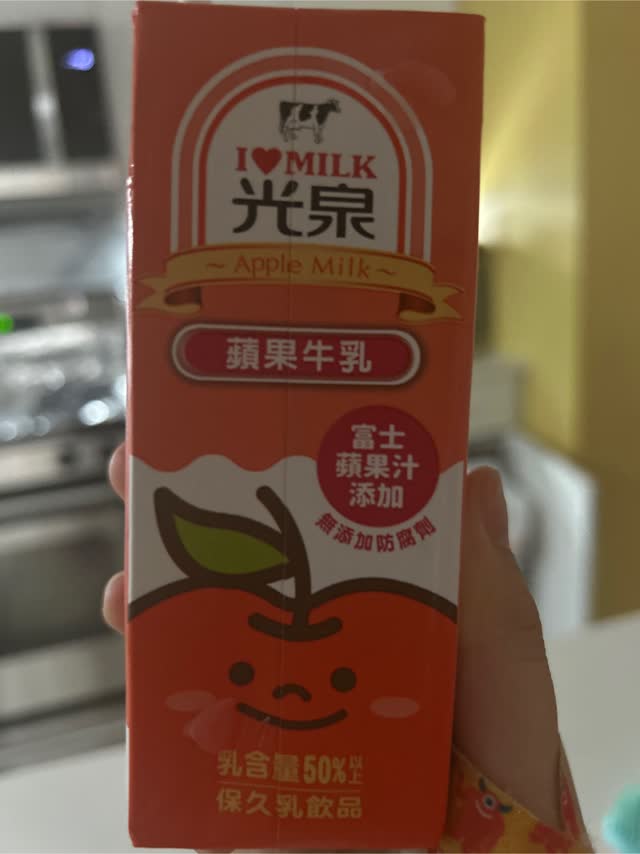 I♥MILK
光泉
~Apple Milk~
蘋果牛乳
富士
蘋果汁
添加
無添加防腐劑
乳含量50%以上
保久乳飲品